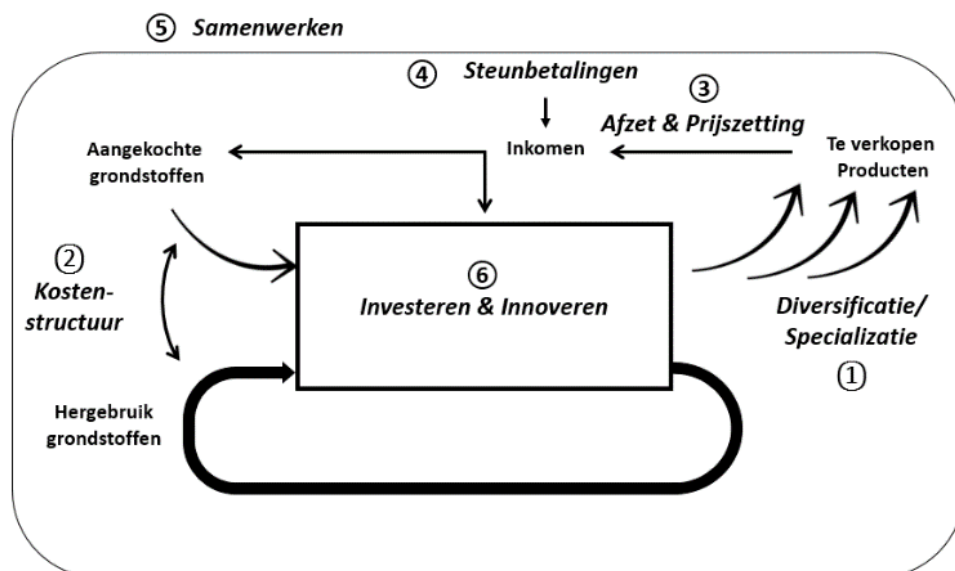 ⑤ Samenwerken
④ Steunbetalingen
③
Afzet & Prijszetting
Aangekochte
grondstoffen
Inkomen
Te verkopen
Producten
②
Kosten-
structuur
⑥
Investeren & Innoveren
Diversificatie/
Specializatie
①
Hergebruik
grondstoffen